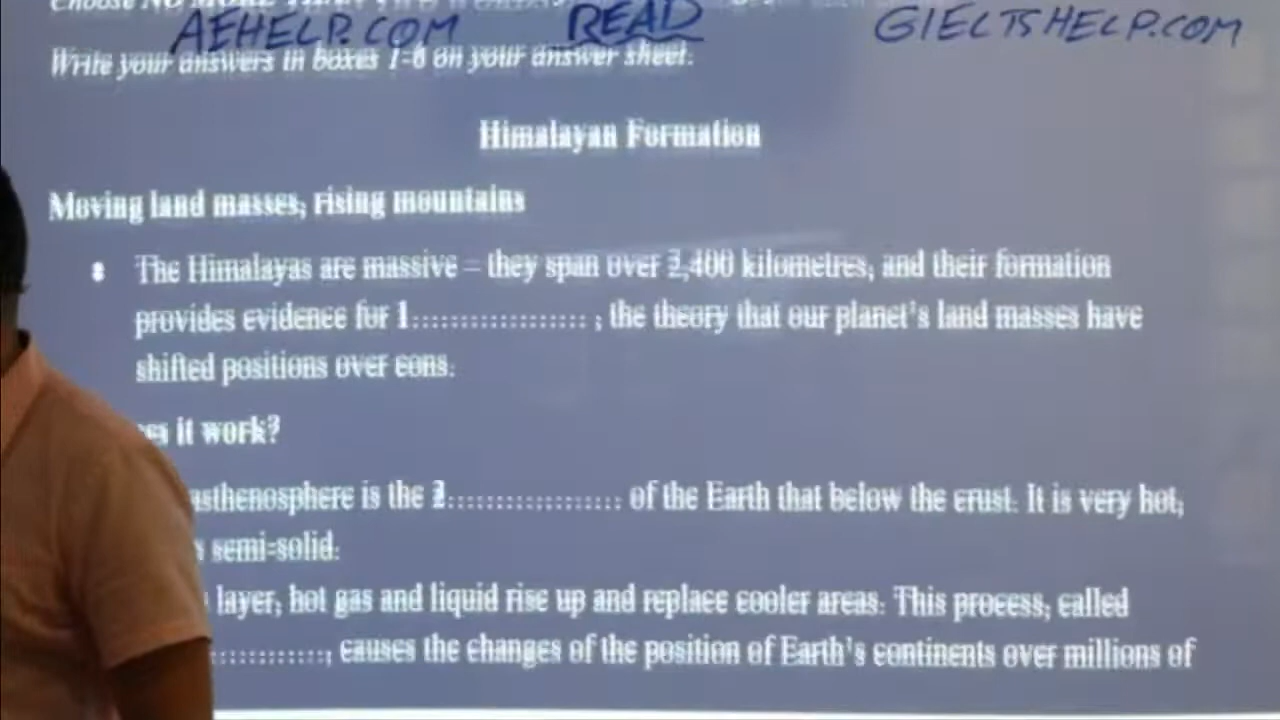 AEHELP.COM READ GIELTSHELP.COM
Write your answers in boxes 1-6 on your answer sheet.
Himalayan Formation
Moving land masses, rising mountains
The Himalayas are massive – they span over 2,400 kilometres, and their formation
provides evidence for 1.................. , the theory that our planet's land masses have
shifted positions over eons.
it work?
asthenosphere is the 2.................. of the Earth that below the crust. It is very hot,
semi-solid.
layer, hot gas and liquid rise up and replace cooler areas. This process, called
............, causes the changes of the position of Earth's continents over millions of